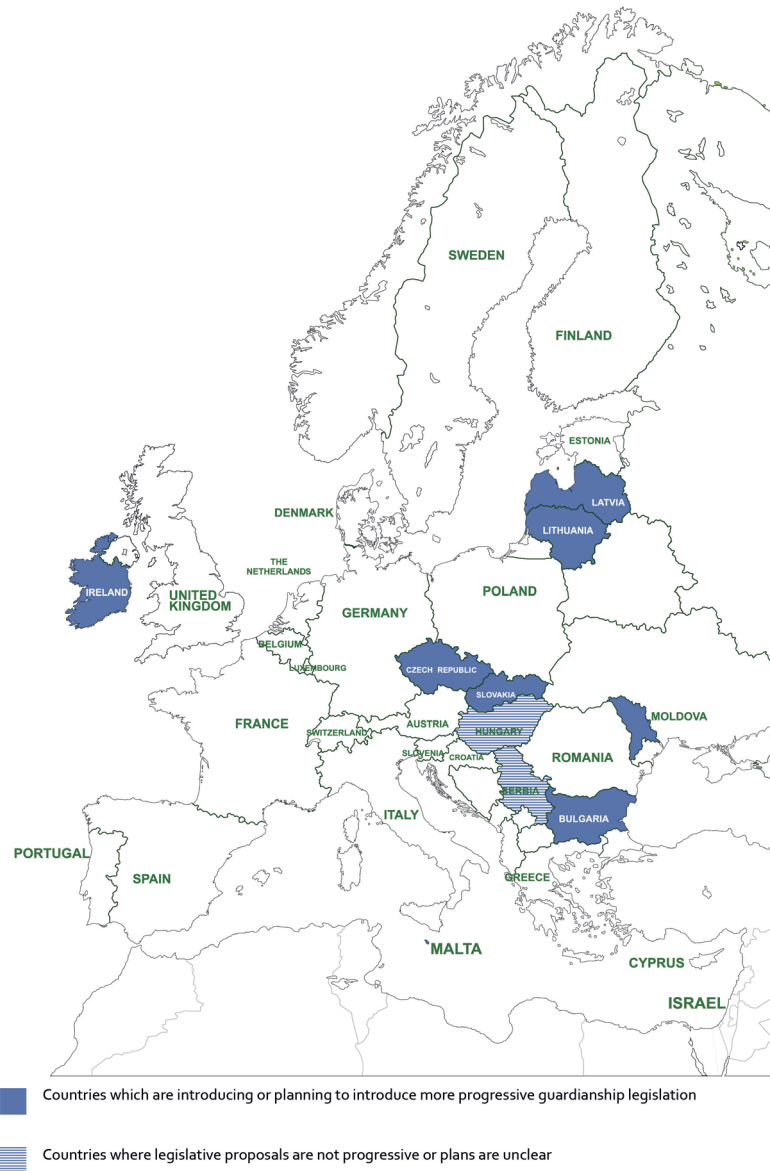 SWEDEN
FINLAND
ESTONIA
LATVIA
DENMARK
LITHUANIA
THE
NETHERLANDS
IRELAND
UNITED
KINGDOM
POLAND
GERMANY
BELGIUM
LUXEMBOURG
CZECH REPUBLIC
SLOVAKIA
MOLDOVA
FRANCE
AUSTRIA
SWITZERLAND
HUNGARY
SLOVENIA
CROATIA
ROMANIA
SERBIA
ITALY
BULGARIA
PORTUGAL
SPAIN
GREECE
MALTA
CYPRUS
ISRAEL
Countries which are introducing or planning to introduce more progressive guardianship legislation
Countries where legislative proposals are not progressive or plans are unclear